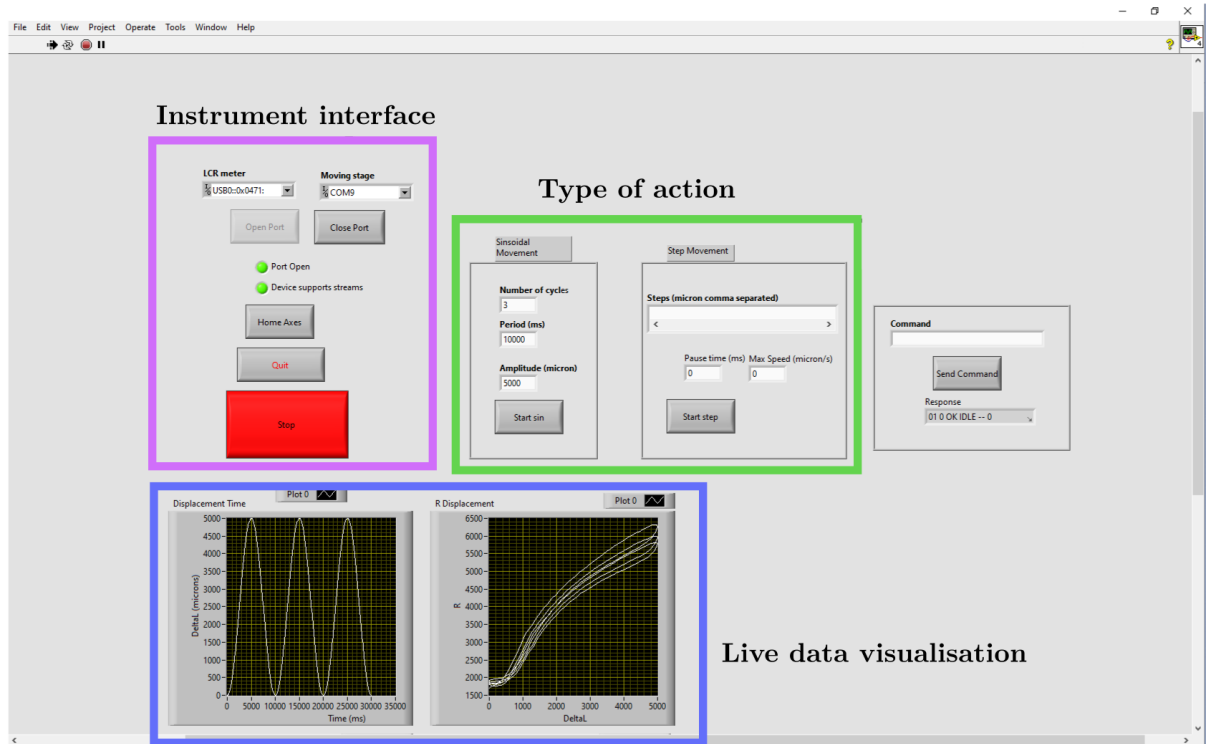 File Edit View Project Operate Tools Window Help
Instrument interface
LCR meter
USB0::0x0471:
Moving stage
COM9
Open Port
Close Port
Port Open
Device supports streams
Home Axes
Quit
Stop
Type of action
Sinsoidal
Movement
Number of cycles
3
Period (ms)
10000
Amplitude (micron)
5000
Start sin
Step Movement
Steps (micron comma separated)
Pause time (ms) Max Speed (micron/s)
0 0
Start step
Command
Send Command
Response
01 0 OK IDLE -- 0
Displacement Time
Plot 0
5000
4500
4000
3500
3000
2500
2000
1500
1000
500
0
DeltaL (microns)
0 5000 10000 15000 20000 25000 30000 35000
Time (ms)
R Displacement
Plot 0
6500
6000
5500
5000
4500
4000
3500
3000
2500
2000
1500
R
0 1000 2000 3000 4000 5000
DeltaL
Live data visualisation